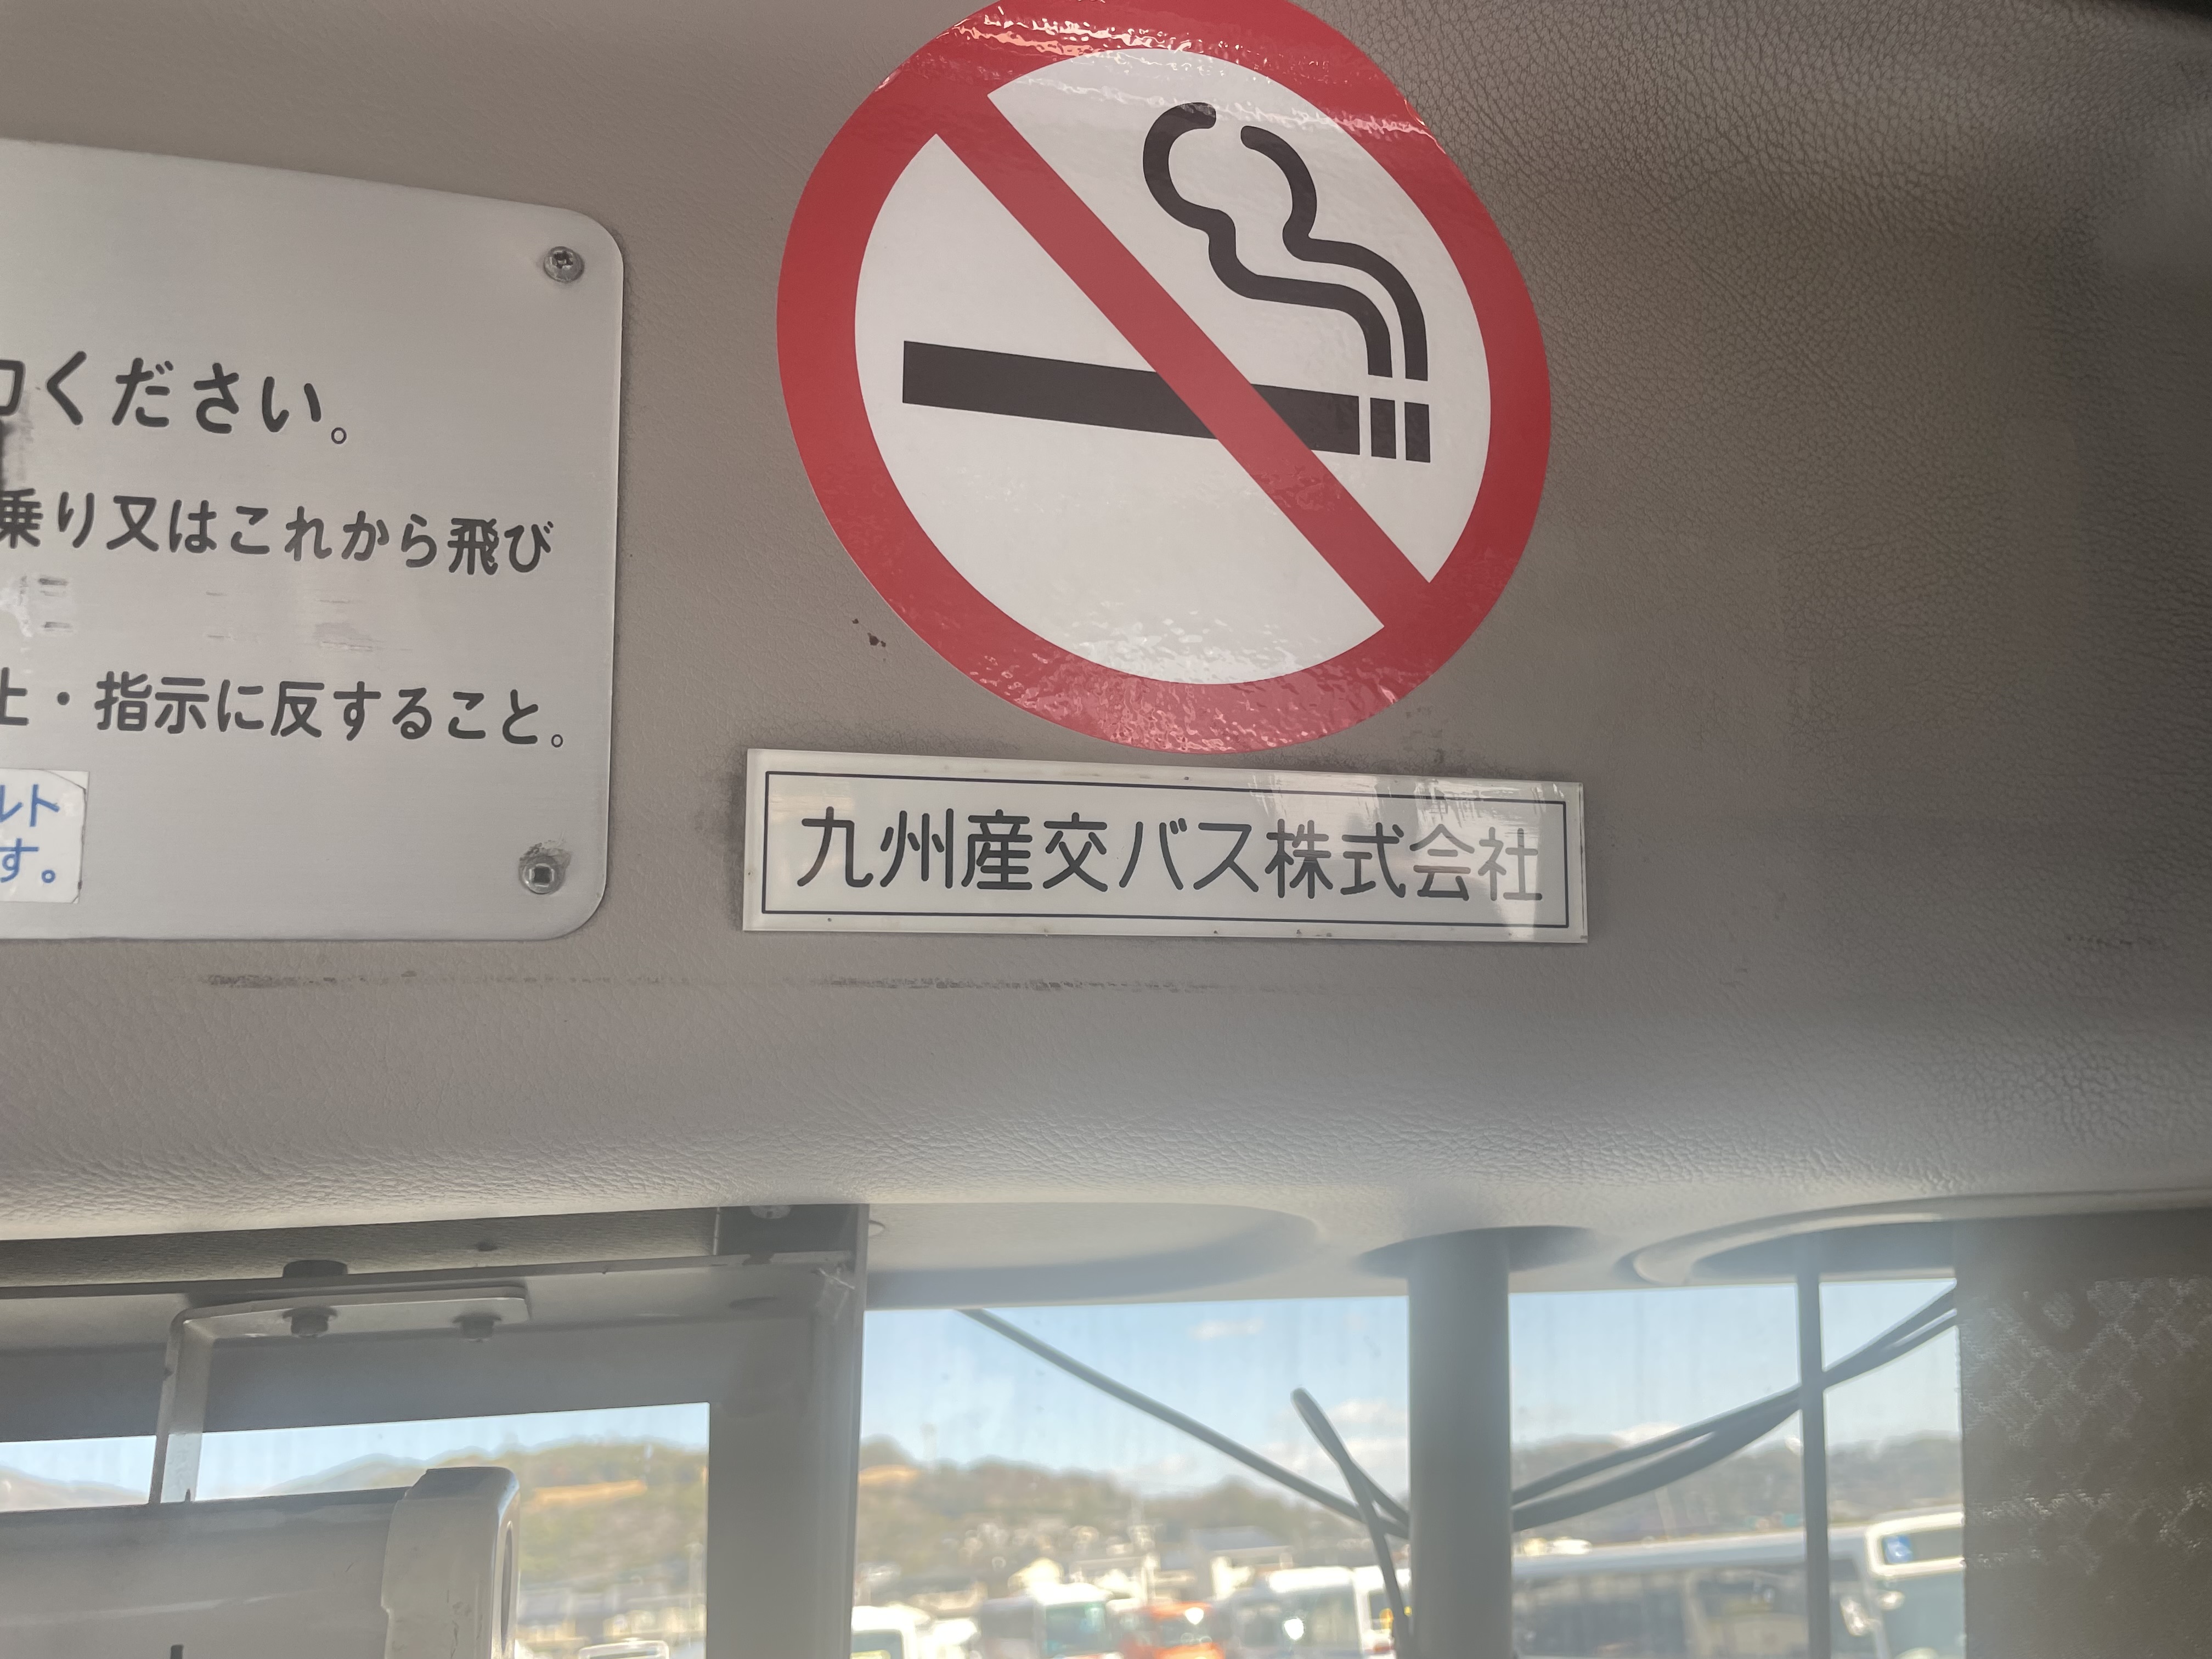 ください。
乗り又はこれから飛び
止・指示に反すること。
ルト
す。
九州産交バス株式会社